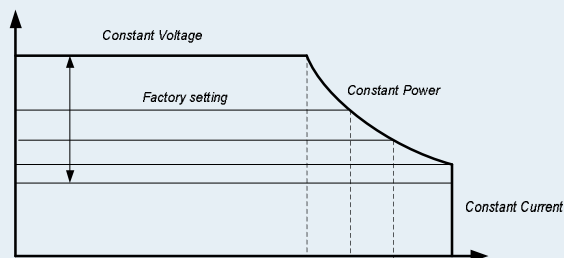 Constant Voltage
Constant Power
Factory setting
Constant Current